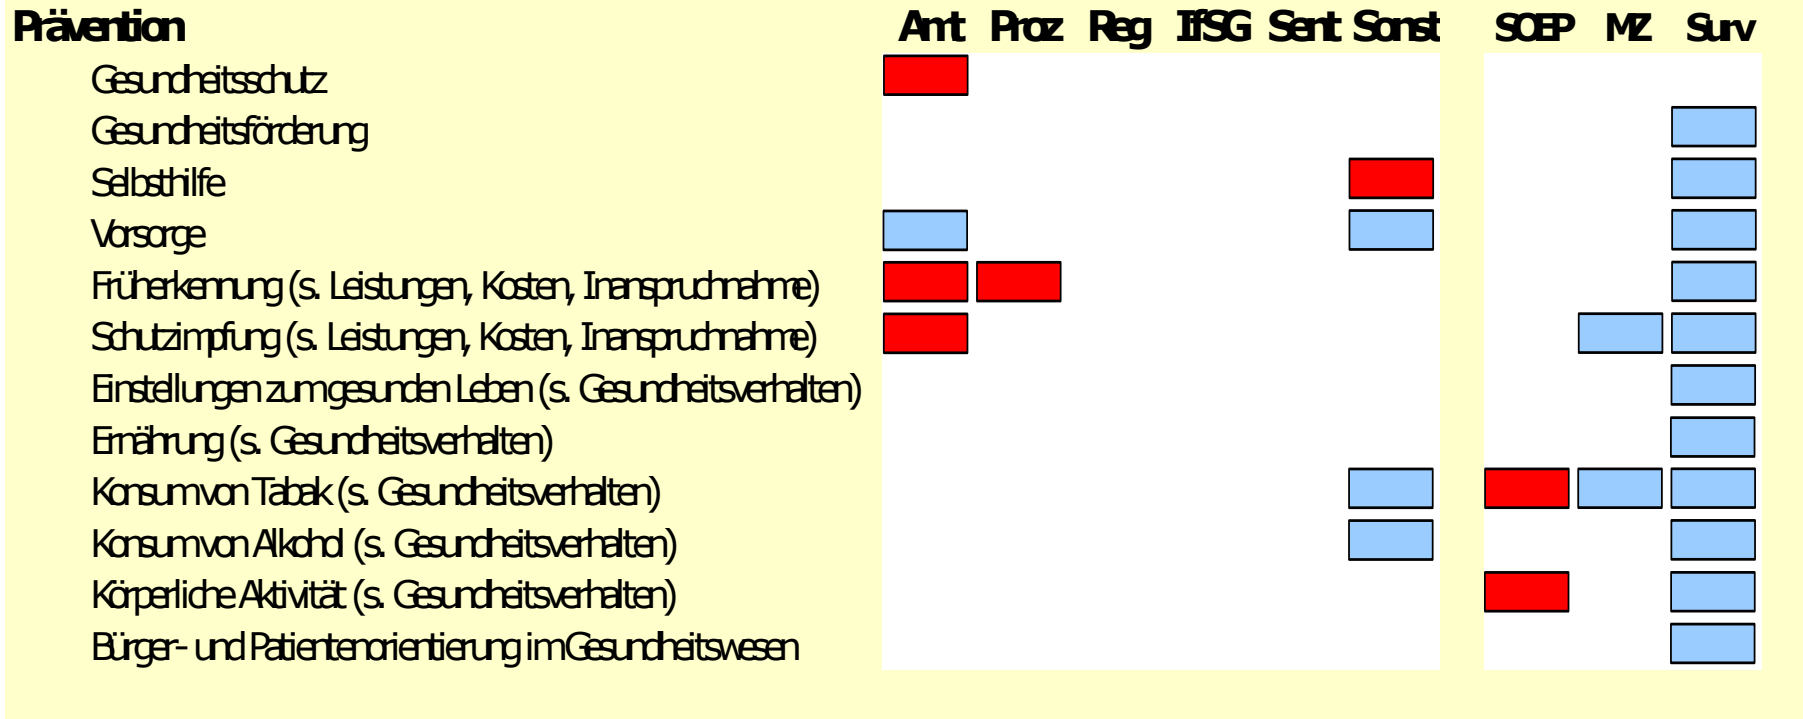 Prävention Amt Proz Reg IfSG Sent Sonst SOEP MZ Surv
Gesundheitsschutz
Gesundheitsförderung
Selbsthilfe
Vorsorge
Früherkennung (s. Leistungen, Kosten, Inanspruchnahme)
Schutzimpfung (s. Leistungen, Kosten, Inanspruchnahme)
Einstellungen zum gesunden Leben (s. Gesundheitsverhalten)
Ernährung (s. Gesundheitsverhalten)
Konsum von Tabak (s. Gesundheitsverhalten)
Konsum von Alkohol (s. Gesundheitsverhalten)
Körperliche Aktivität (s. Gesundheitsverhalten)
Bürger- und Patientenorientierung im Gesundheitswesen